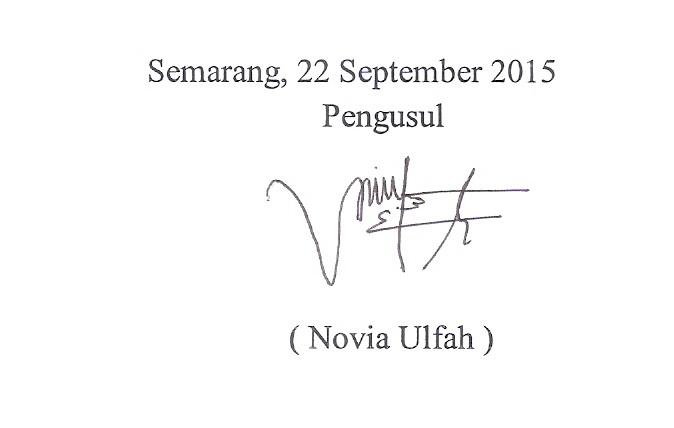 Semarang, 22 September 2015
Pengusul
( Novia Ulfah )